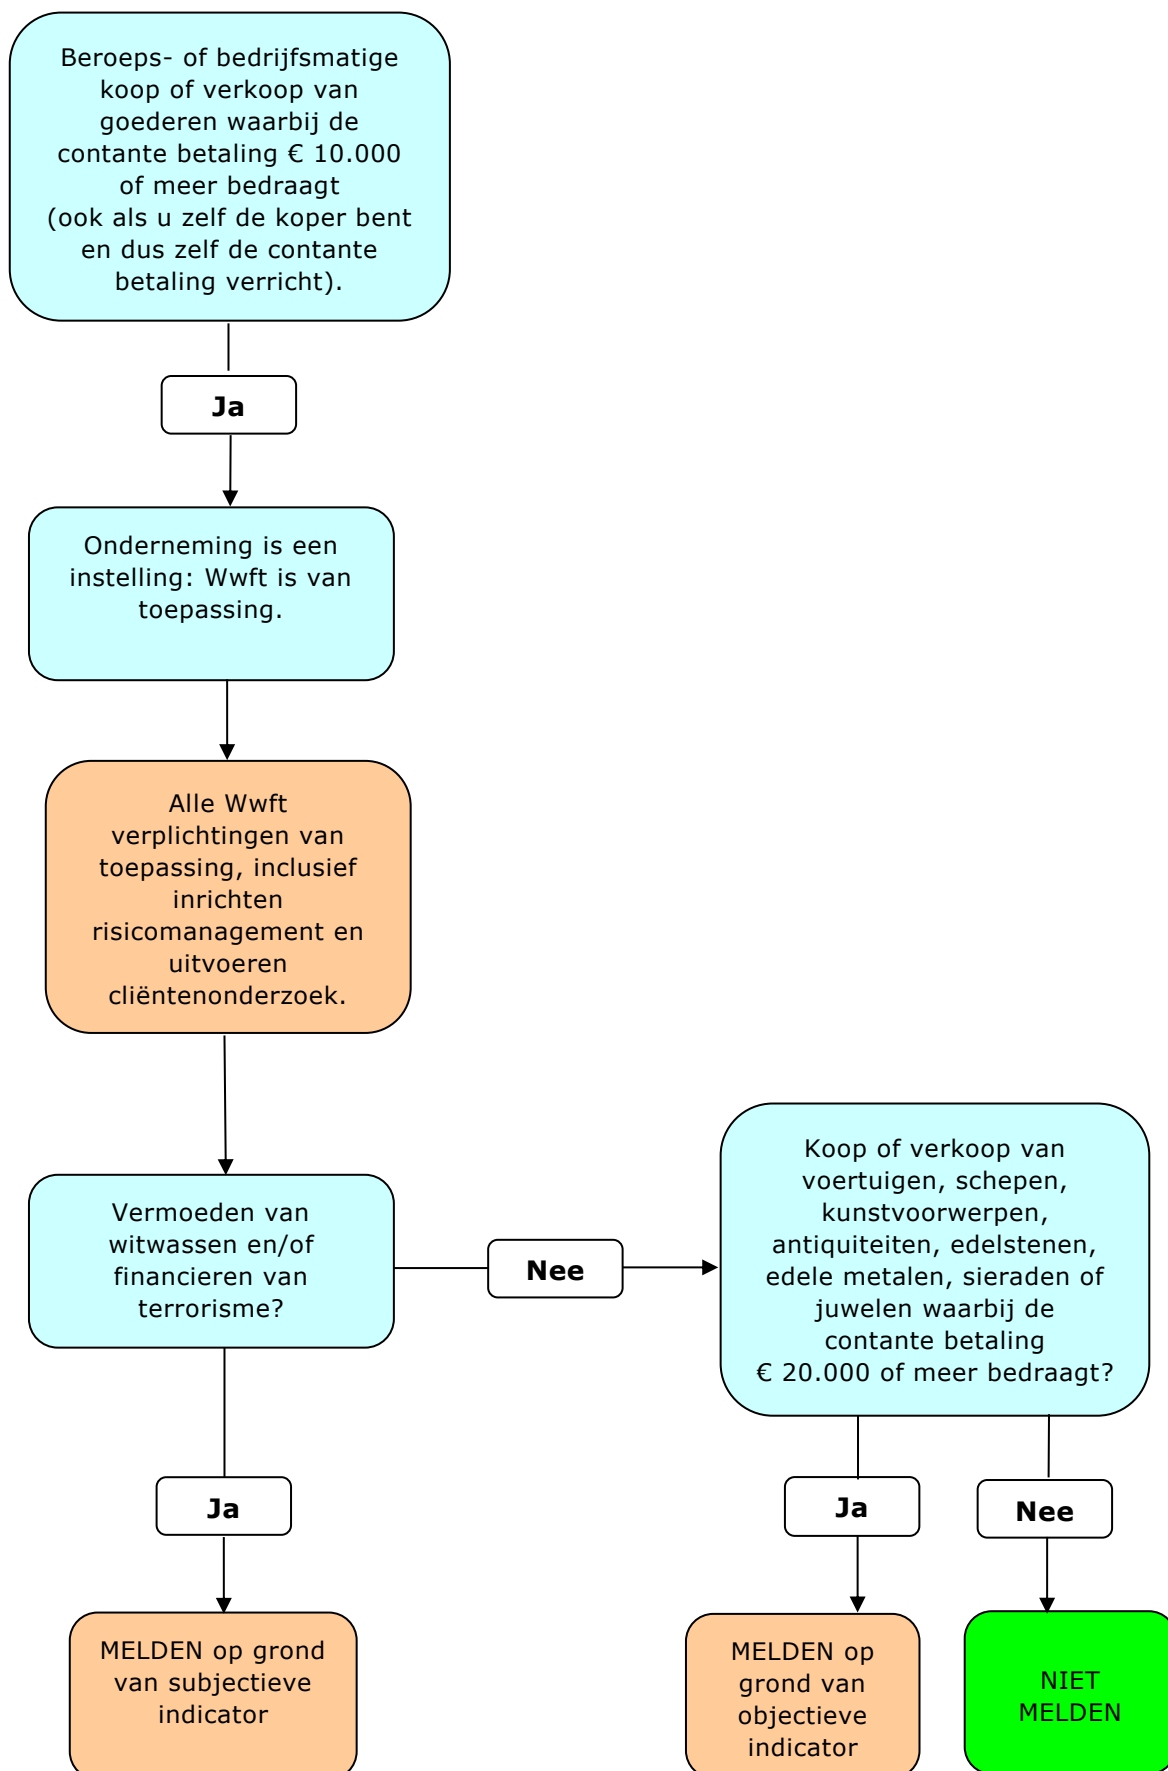 Beroeps- of bedrijfsmatige
koop of verkoop van
goederen waarbij de
contante betaling € 10.000
of meer bedraagt
(ook als u zelf de koper bent
en dus zelf de contante
betaling verricht).
Ja
Onderneming is een
instelling: Wwft is van
toepassing.
Alle Wwft
verplichtingen van
toepassing, inclusief
inrichten
risicomanagement en
uitvoeren
cliëntenonderzoek.
Vermoeden van
witwassen en/of
financieren van
terrorisme?
Nee
Koop of verkoop van
voertuigen, schepen,
kunstvoorwerpen,
antiquiteiten, edelstenen,
edele metalen, sieraden of
juwelen waarbij de
contante betaling
€ 20.000 of meer bedraagt?
Ja
Ja
Nee
MELDEN op grond
van subjectieve
indicator
MELDEN op
grond van
objectieve
indicator
NIET
MELDEN